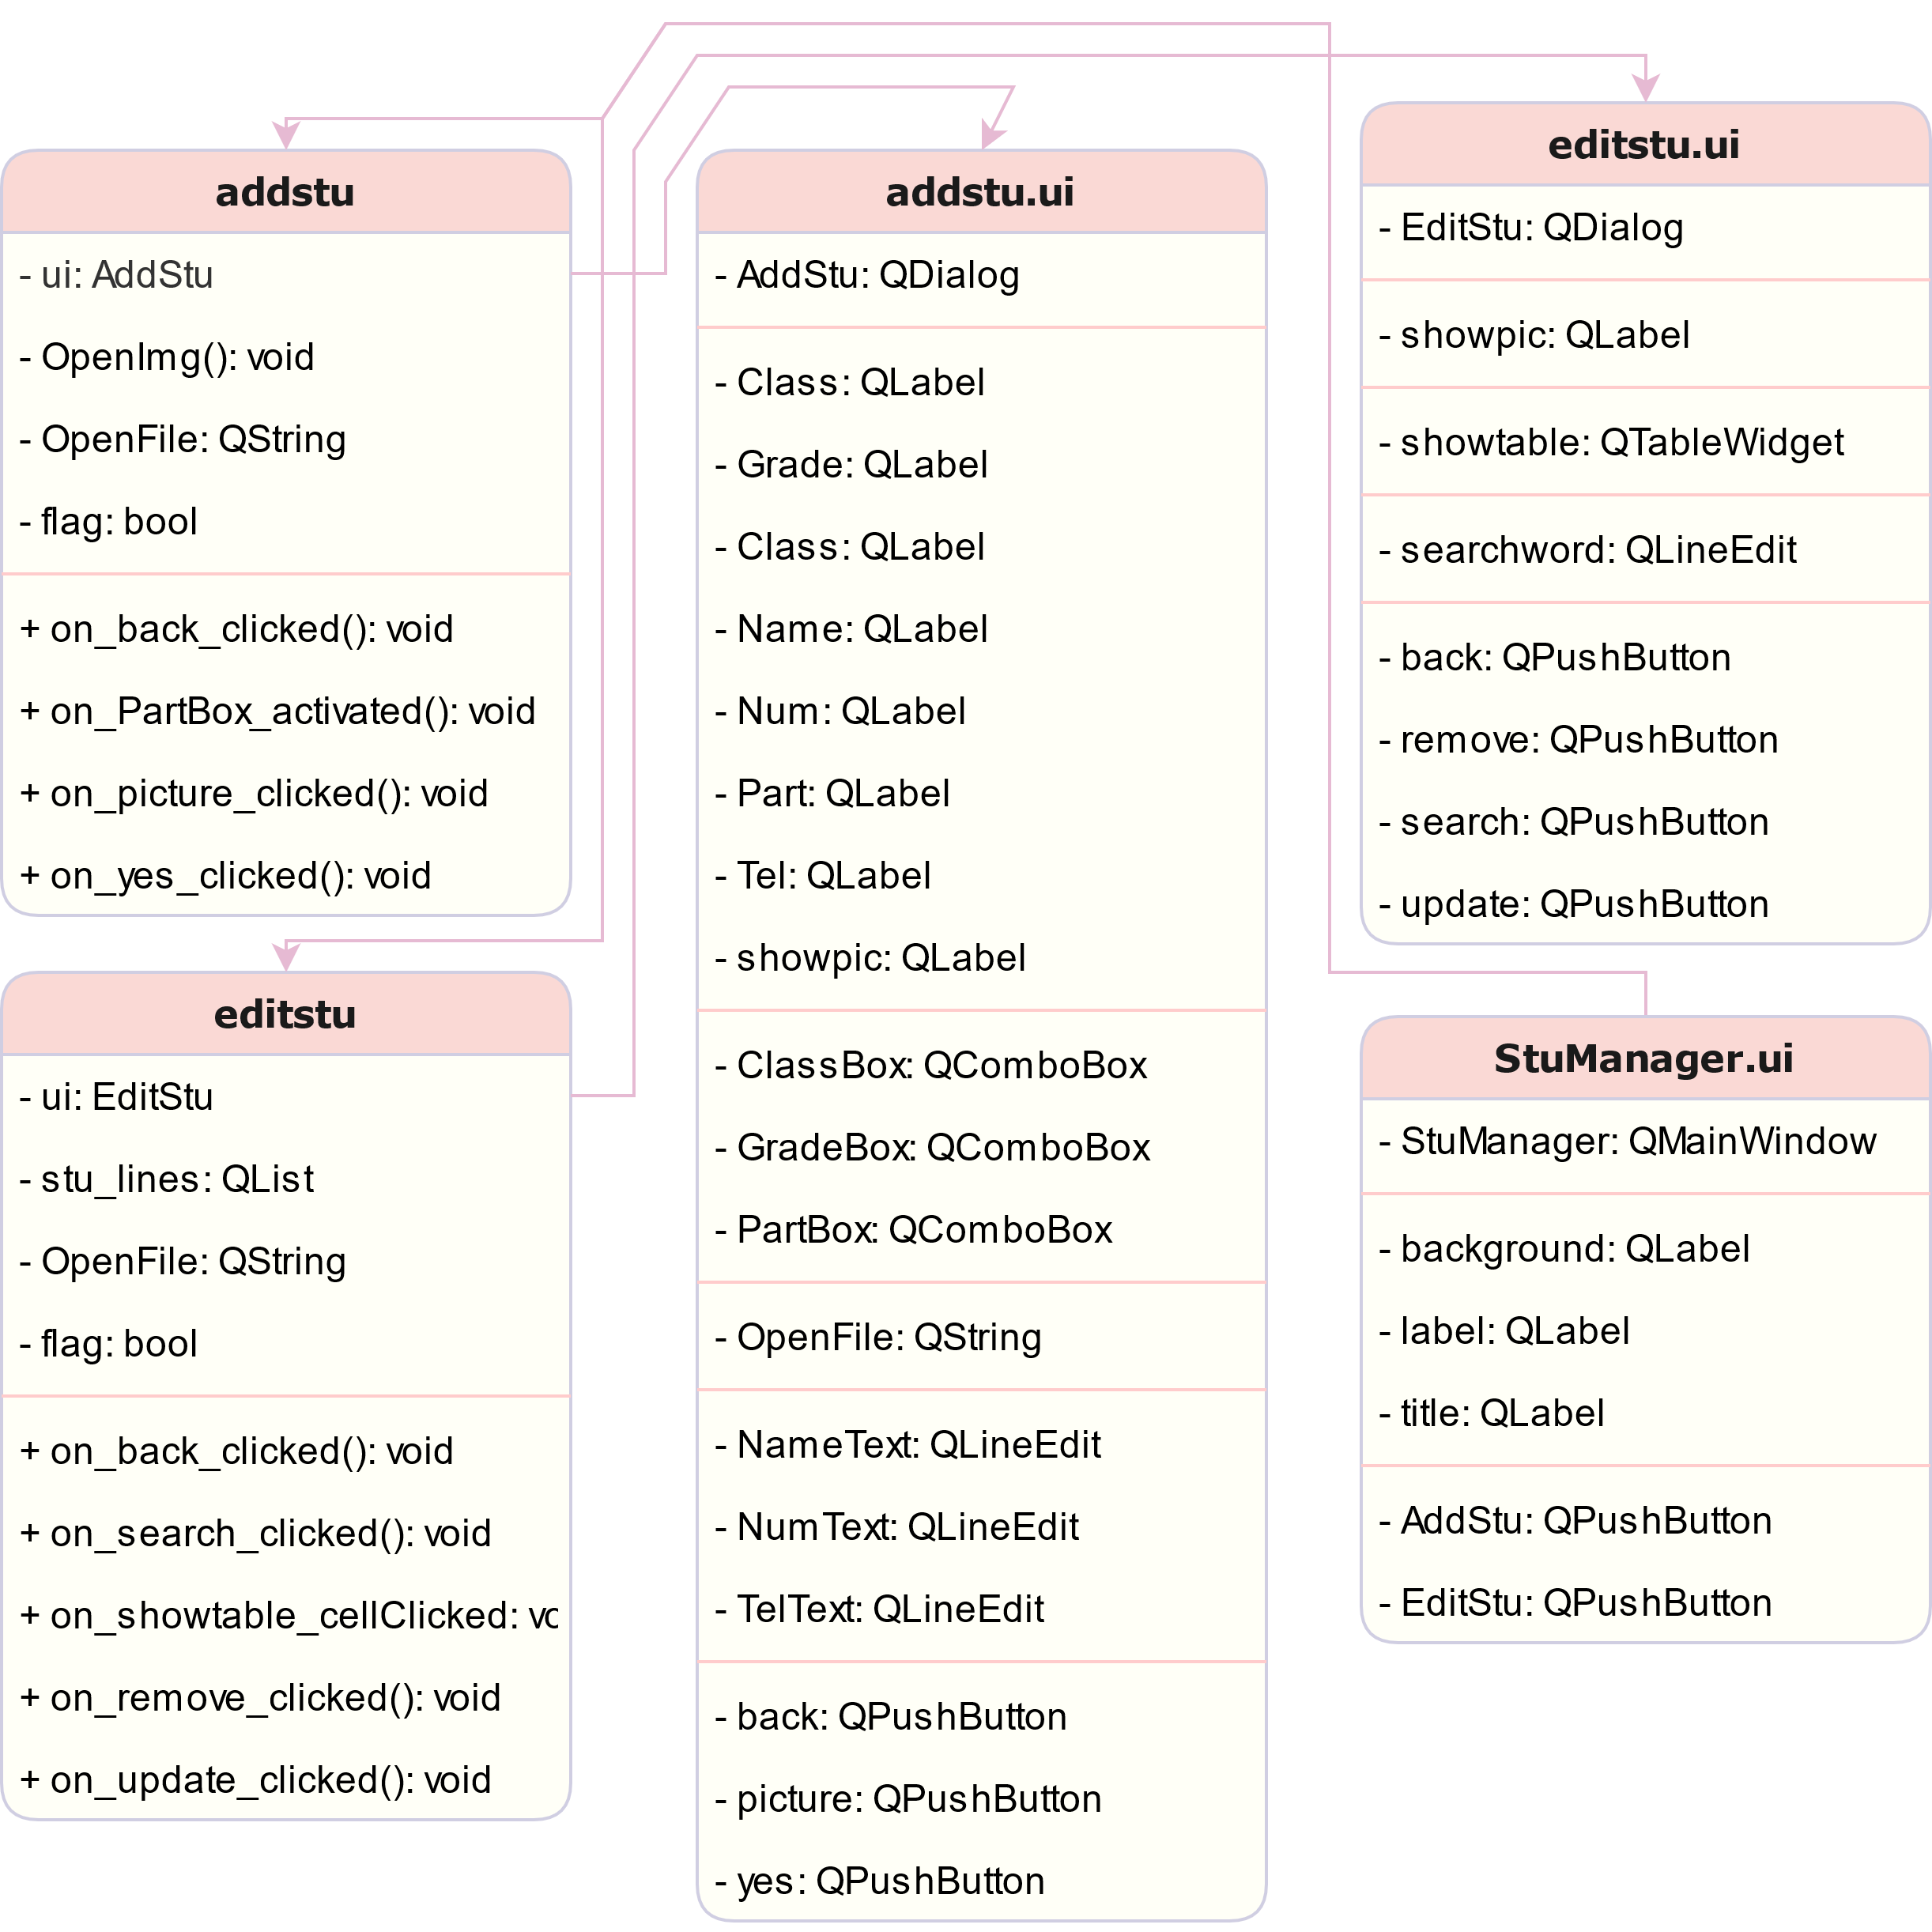 addstu
- ui: AddStu
- OpenImg(): void
- OpenFile: QString
- flag: bool
+ on_back_clicked(): void
+ on_PartBox_activated(): void
+ on_picture_clicked(): void
+ on_yes_clicked(): void
editstu
- ui: EditStu
- stu_lines: QList
- OpenFile: QString
- flag: bool
+ on_back_clicked(): void
+ on_search_clicked(): void
+ on_showtable_cellClicked: vo
+ on_remove_clicked(): void
+ on_update_clicked(): void
addstu.ui
- AddStu: QDialog
- Class: QLabel
- Grade: QLabel
- Class: QLabel
- Name: QLabel
- Num: QLabel
- Part: QLabel
- Tel: QLabel
- showpic: QLabel
- ClassBox: QComboBox
- GradeBox: QComboBox
- PartBox: QComboBox
- OpenFile: QString
- NameText: QLineEdit
- NumText: QLineEdit
- TelText: QLineEdit
- back: QPushButton
- picture: QPushButton
- yes: QPushButton
editstu.ui
- EditStu: QDialog
- showpic: QLabel
- showtable: QTableWidget
- searchword: QLineEdit
- back: QPushButton
- remove: QPushButton
- search: QPushButton
- update: QPushButton
StuManager.ui
- StuManager: QMainWindow
- background: QLabel
- label: QLabel
- title: QLabel
- AddStu: QPushButton
- EditStu: QPushButton